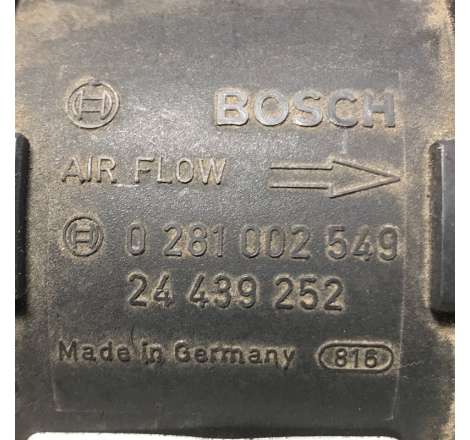 BOSCH
AIR FLOW
0 281 002 549
24 439 252
Made in Germany 816